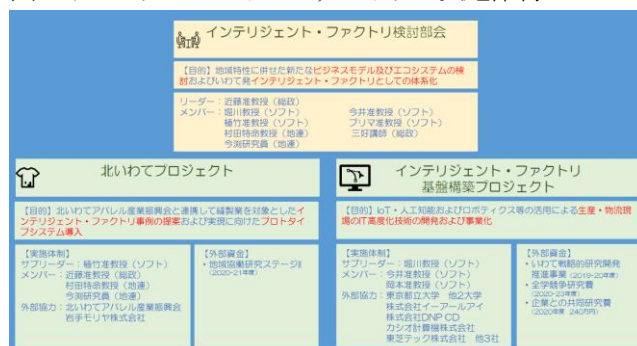 インテリジェント・ファクトリ検討部会
【目的】地域特性に併せた新たなビジネスモデル及びエコシステムの検
討およびいわて発インテリジェント・ファクトリとしての体系化
リーダー：近藤准教授（総政）
メンバー：堀川教授（ソフト） 今井准教授（ソフト）
植竹准教授（ソフト） プリマ准教授（ソフト）
村田特命教授（地連） 三好講師（総政）
今渕研究員（地連）
北いわてプロジェクト
【目的】北いわてアパレル産業振興会と連携して縫製業を対象としたイ
ンテリジェント・ファクトリ事例の提案および実現に向けたプロトタイ
プシステム導入
【実施体制】
サブリーダー：植竹准教授（ソフト）
メンバー：近藤准教授（総政）
村田特命教授（地連）
今渕研究員（地連）
外部協力：北いわてアパレル産業振興会
岩手モリヤ株式会社
【外部資金】
・地域協働研究ステージⅡ
（2020-21年度）
インテリジェント・ファクトリ
基盤構築プロジェクト
【目的】IoT・人工知能およびロボティクス等の活用による生産・物流現
場のIT高度化技術の開発および事業化
【実施体制】
サブリーダー：堀川教授（ソフト）
メンバー：今井准教授（ソフト）
岡本准教授（ソフト）
外部協力：東京都立大学 他2大学
株式会社イーアールアイ
株式会社DNP CD
カシオ計算機株式会社
東芝テック株式会社 他3社
【外部資金】
・いわて戦略的研究開発
推進事業（2019-20年度）
・全学競争研究費
（2020-23年度）
・企業との共同研究費
（2020年度 240万円）